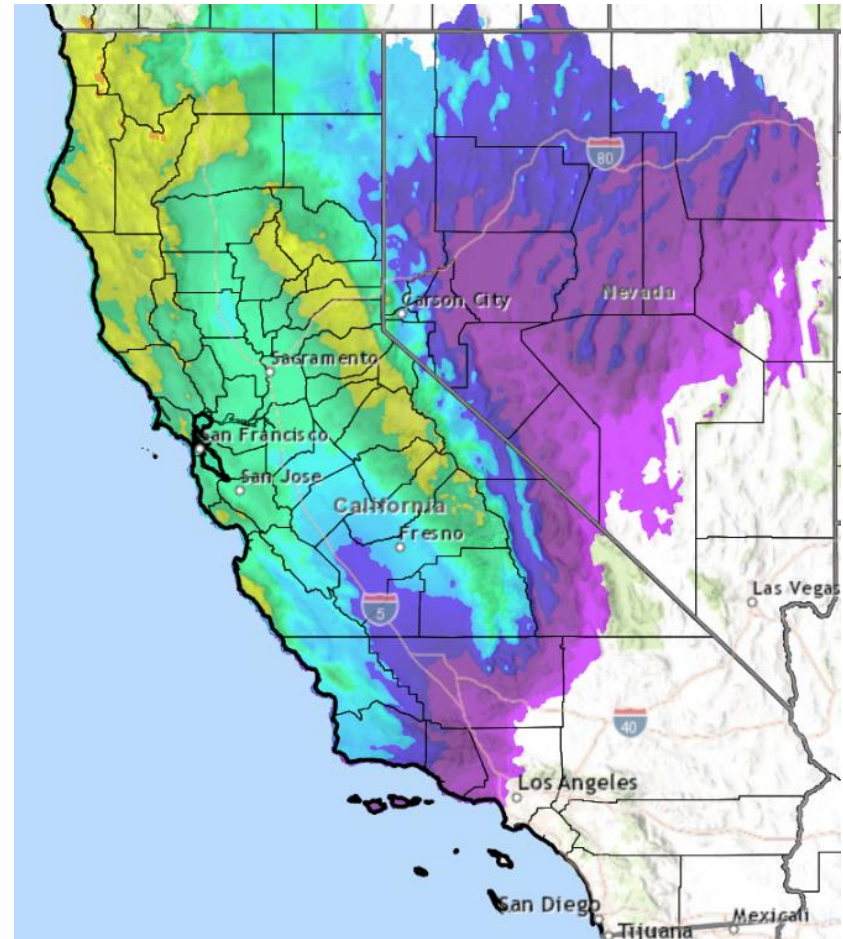 80
Nevada
Carson City
Sacramento
San Francisco
San Jose
California
Fresno
5
Las Vegas
40
Los Angeles
San Diego
Mexicali
Tijuana